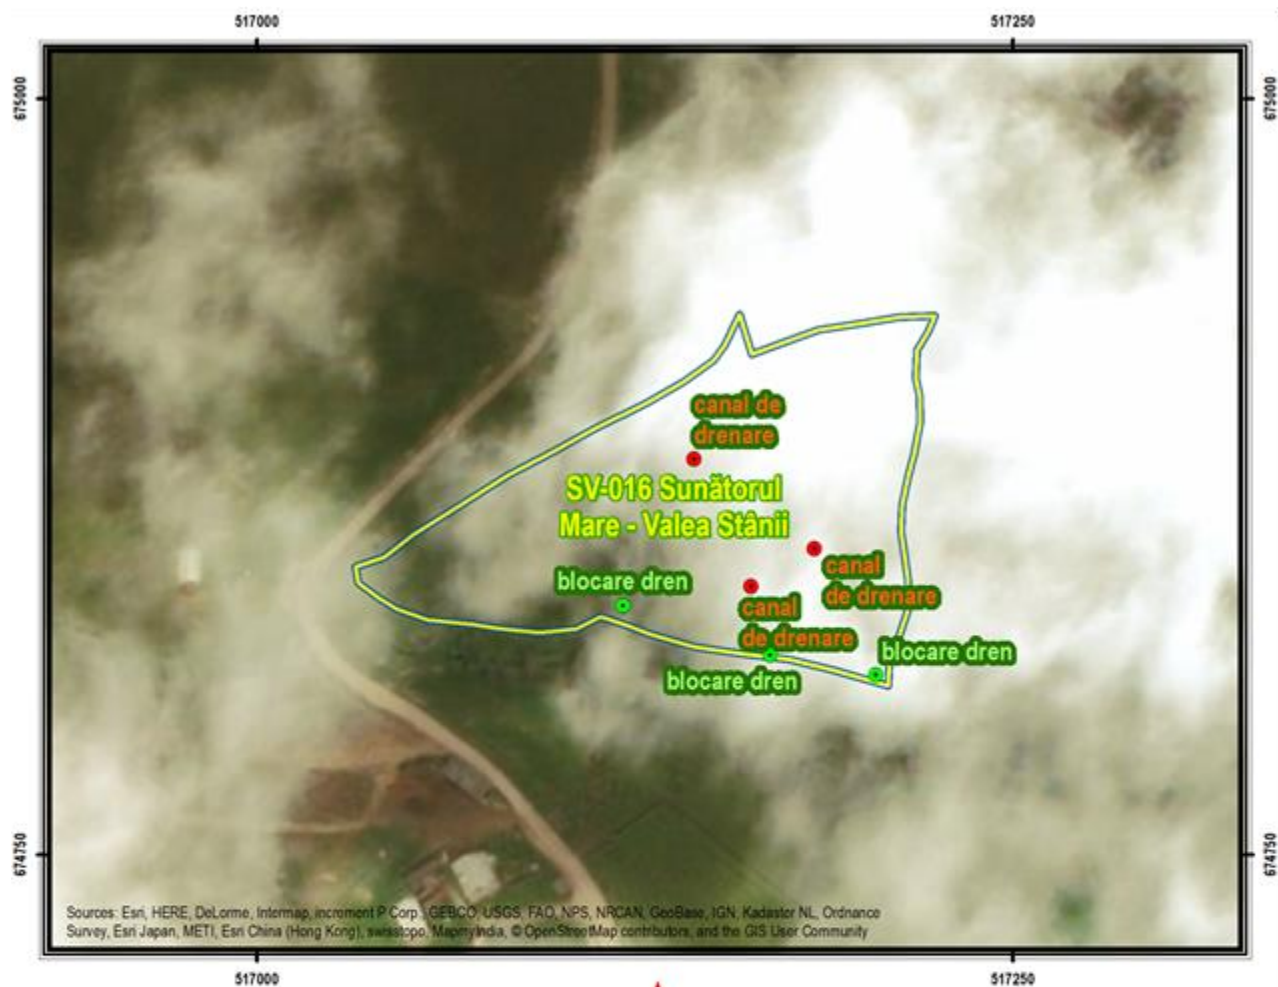 517000
517250
675000
675000
canal de
drenare
SV-016 Sunătorul
Mare - Valea Stânii
canal
de drenare
blocare dren
canal
de drenare
blocare dren
blocare dren
674750
674750
Sources: Esri, HERE, DeLorme, Intermap, increment P Corp., GEBCO, USGS, FAO, NPS, NRCAN, GeoBase, IGN, Kadaster NL, Ordnance
Survey, Esri Japan, METI, Esri China (Hong Kong), swisstopo, MapmyIndia, © OpenStreetMap contributors, and the GIS User Community
517000
517250